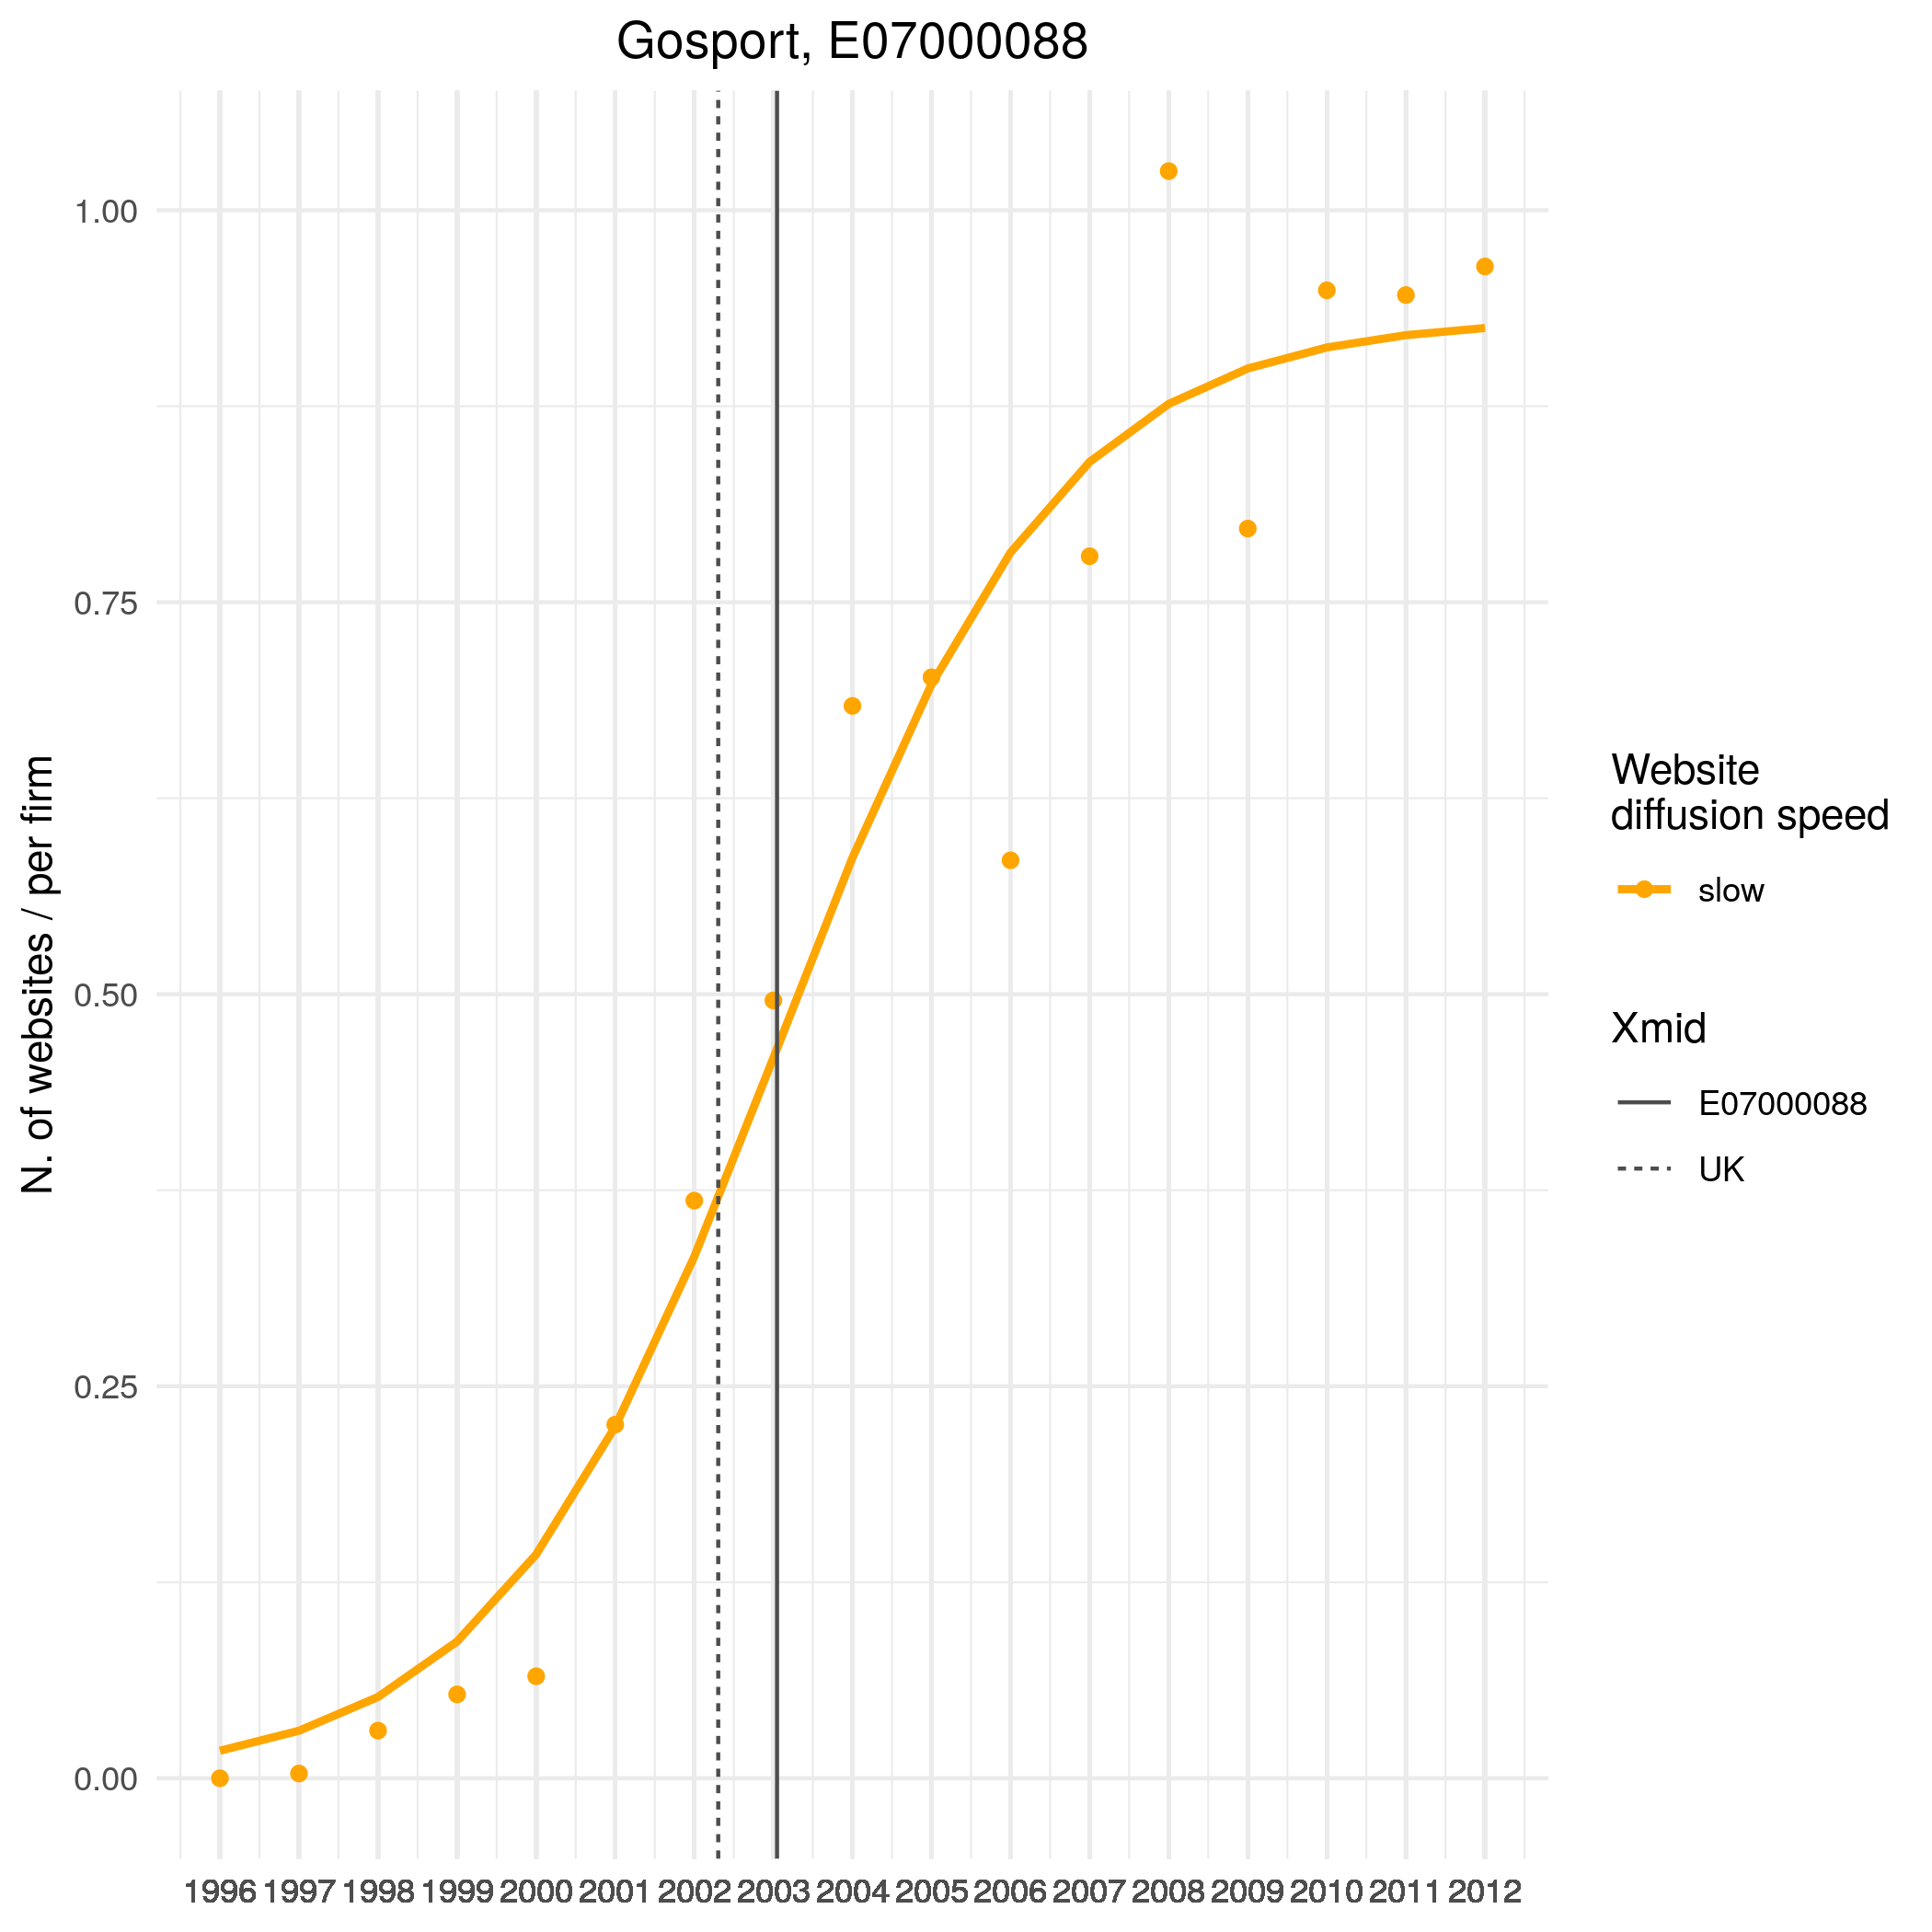 Gosport, E07000088
N. of websites / per firm
1.00
0.75
0.50
0.25
0.00
1996 1997 1998 1999 2000 2001 2002 2003 2004 2005 2006 2007 2008 2009 2010 2011 2012
Website
diffusion speed
slow
Xmid
E07000088
UK